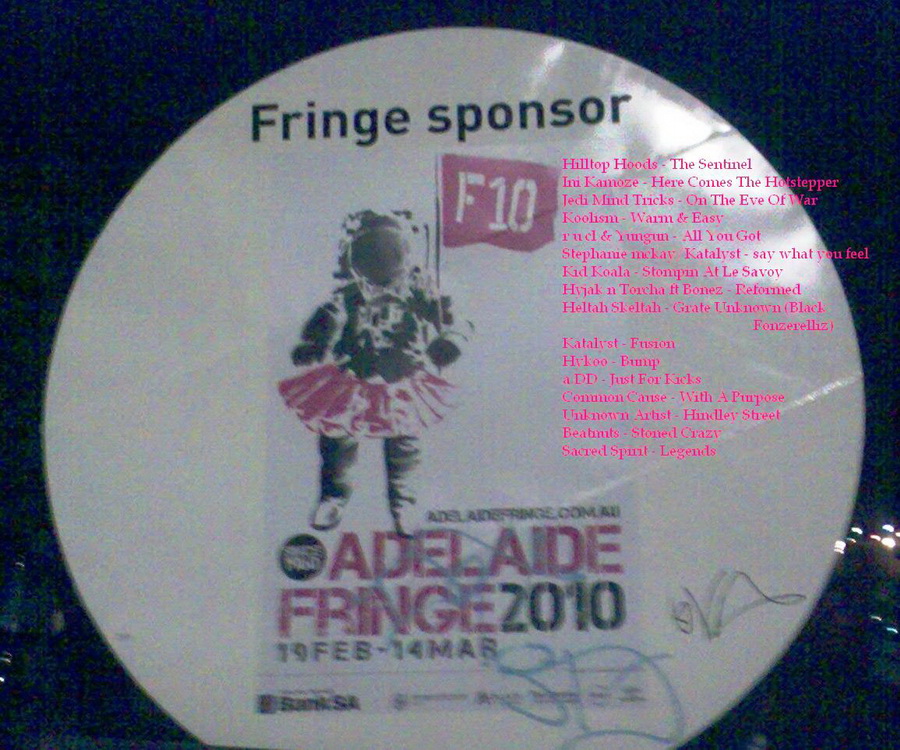 Fringe sponsor
F10
Hilltop Hoods - The Sentinel
Ini Kamoze - Here Comes The Hotstepper
Jedi Mind Tricks - On The Eve Of War
Koolism - Warm & Easy
r u cl & Yungun - All You Got
Stephanie mckay Katalyst - say what you feel
Kid Koala - Stompin At Le Savoy
Hyjak n Torcha ft Bonez - Reformed
Heltah Skeltah - Grate Unknown (Black
Fonzerelliz)
Katalyst - Fusion
Hykoo - Bump
a DD - Just For Kicks
Common Cause - With A Purpose
Unknown Artist - Hindley Street
Beatnuts - Stoned Crazy
Sacred Spirit - Legends
ADELAIDEFRINGE.COM.AU
ADELAIDE
FRINGE2010
19FEB-14MAR
BankSA